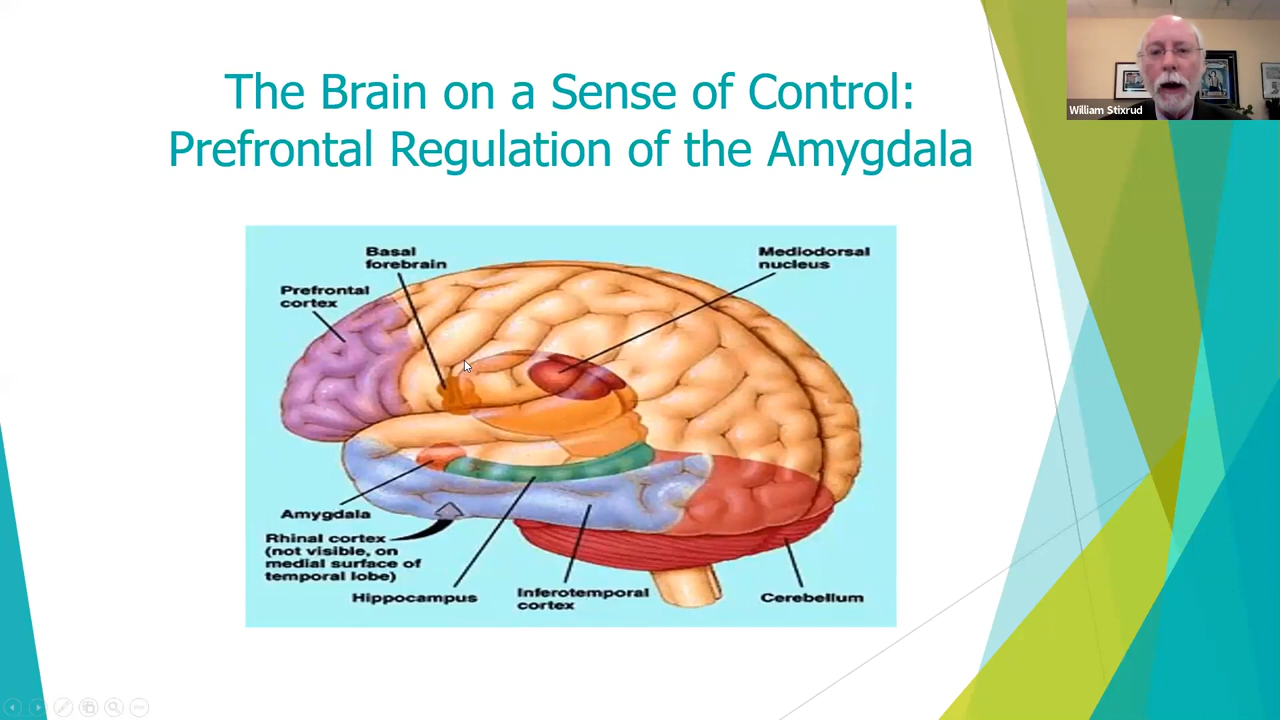 The Brain on a Sense of Control:
Prefrontal Regulation of the Amygdala
William Stixrud
Basal
forebrain
Mediodorsal
nucleus
Prefrontal
cortex
Amygdala
Rhinal cortex
(not visible, on
medial surface of
temporal lobe)
Hippocampus
Inferotemporal
cortex
Cerebellum